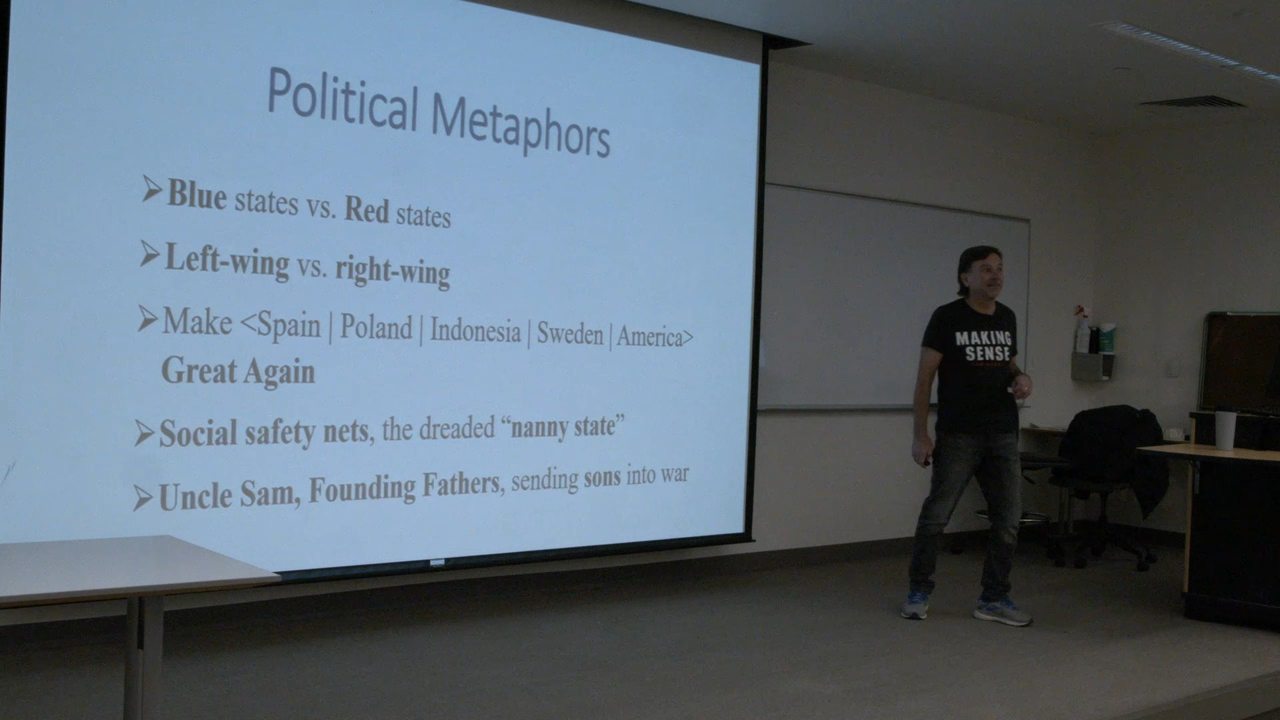 Political Metaphors
➢Blue states vs. Red states
➢Left-wing vs. right-wing
➢Make <Spain | Poland | Indonesia | Sweden | America>
Great Again
➢Social safety nets, the dreaded “nanny state”
➢Uncle Sam, Founding Fathers, sending sons into war
MAKING
SENSE